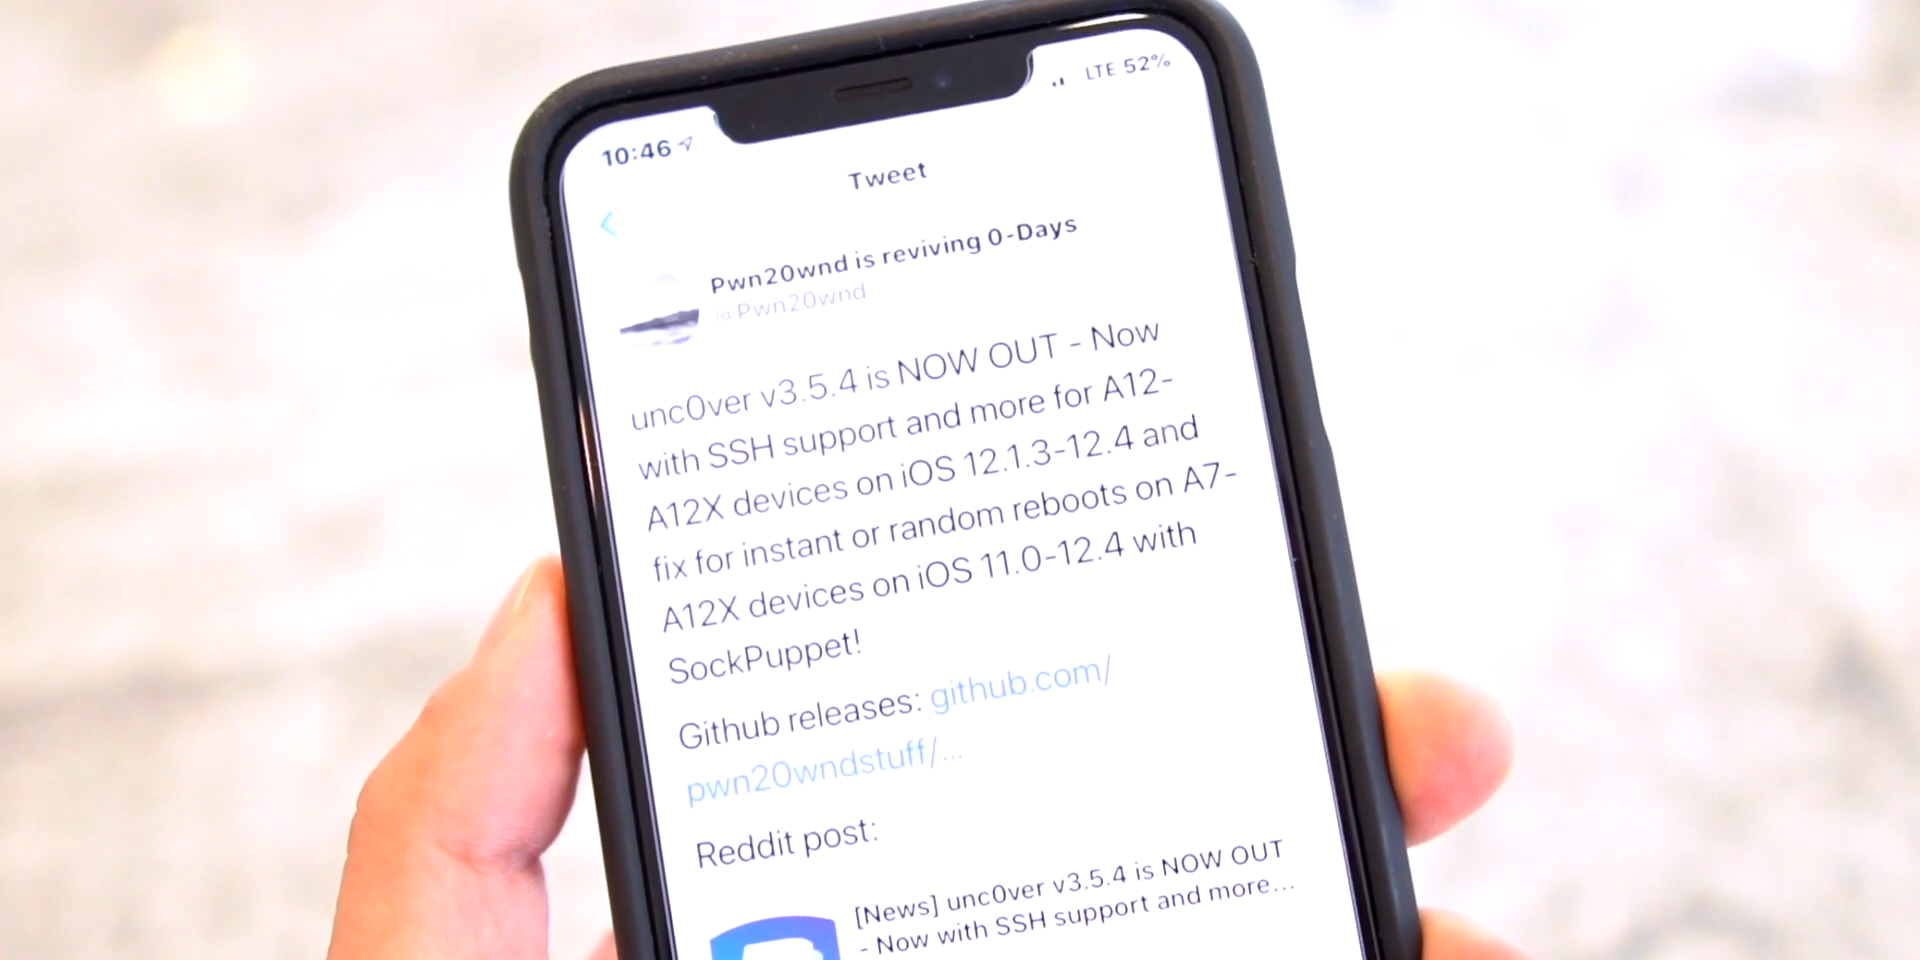 10:46
LTE 52%
Tweet
Pwn20wnd is reviving 0-Days
@Pwn20wnd
unc0ver v3.5.4 is NOW OUT - Now
with SSH support and more for A12-
A12X devices on iOS 12.1.3-12.4 and
fix for instant or random reboots on A7-
A12X devices on iOS 11.0-12.4 with
SockPuppet!
Github releases: github.com/
pwn20wndstuff/...
Reddit post:
[News] unc0ver v3.5.4 is NOW OUT
- Now with SSH support and more...